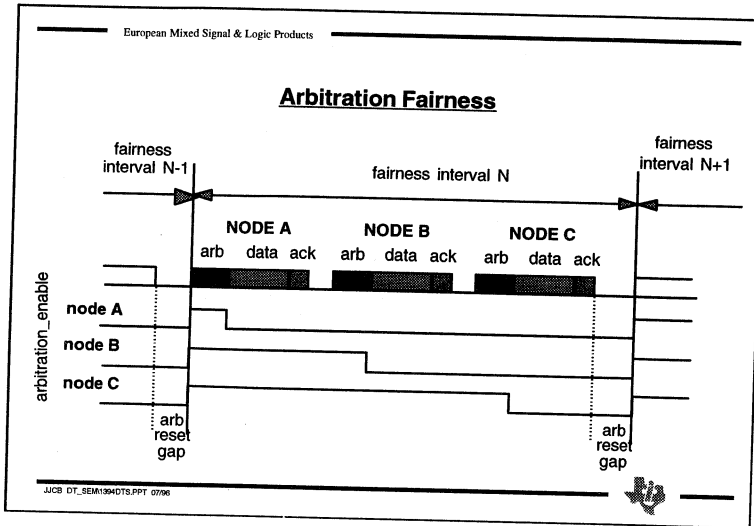 European Mixed Signal & Logic Products
Arbitration Fairness
fairness
interval N-1
fairness interval N
fairness
interval N+1
NODE A
NODE B
NODE C
arb data ack
arb data ack
arb data ack
arbitration_enable
node A
node B
node C
arb
reset
gap
arb
reset
gap
JJCB DT_SEM\1394DTS.PPT 07/96